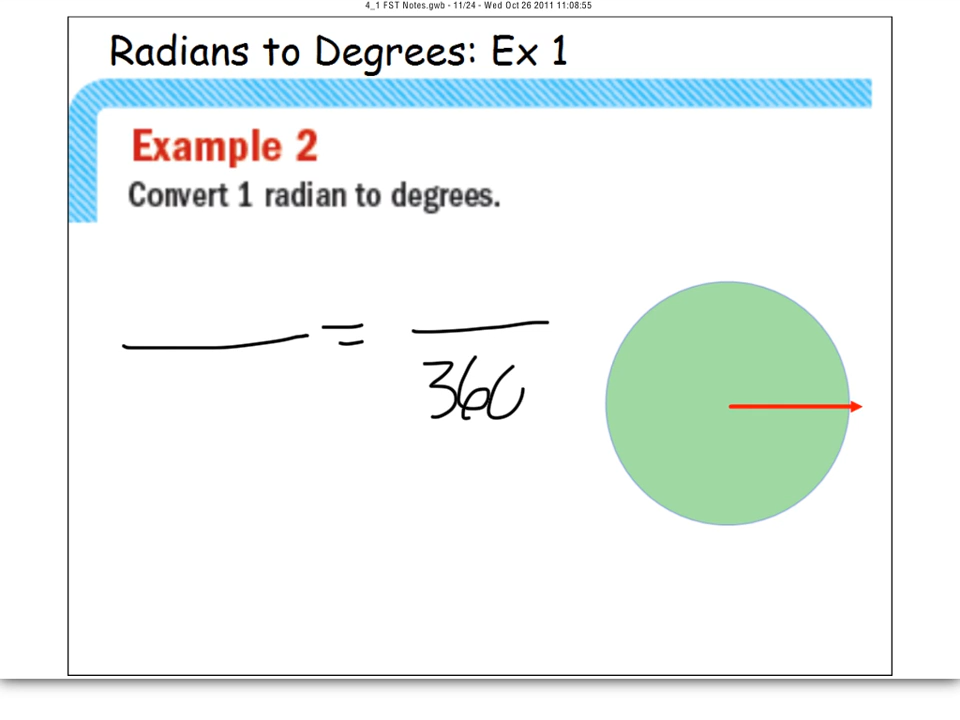 4_1 FST Notes.gwb - 11/24 - Wed Oct 26 2011 11:08:55
Radians to Degrees: Ex 1
Example 2
Convert 1 radian to degrees.
=
360